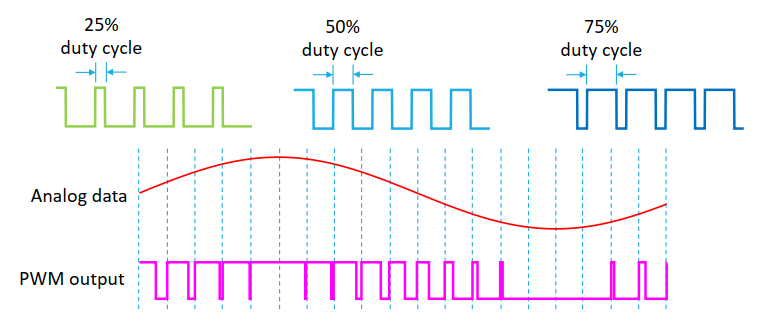 25%
duty cycle
50%
duty cycle
75%
duty cycle
Analog data
PWM output